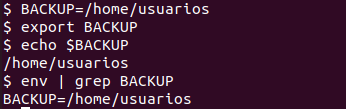 $ BACKUP=/home/usuarios
$ export BACKUP
$ echo $BACKUP
/home/usuarios
$ env | grep BACKUP
BACKUP=/home/usuarios